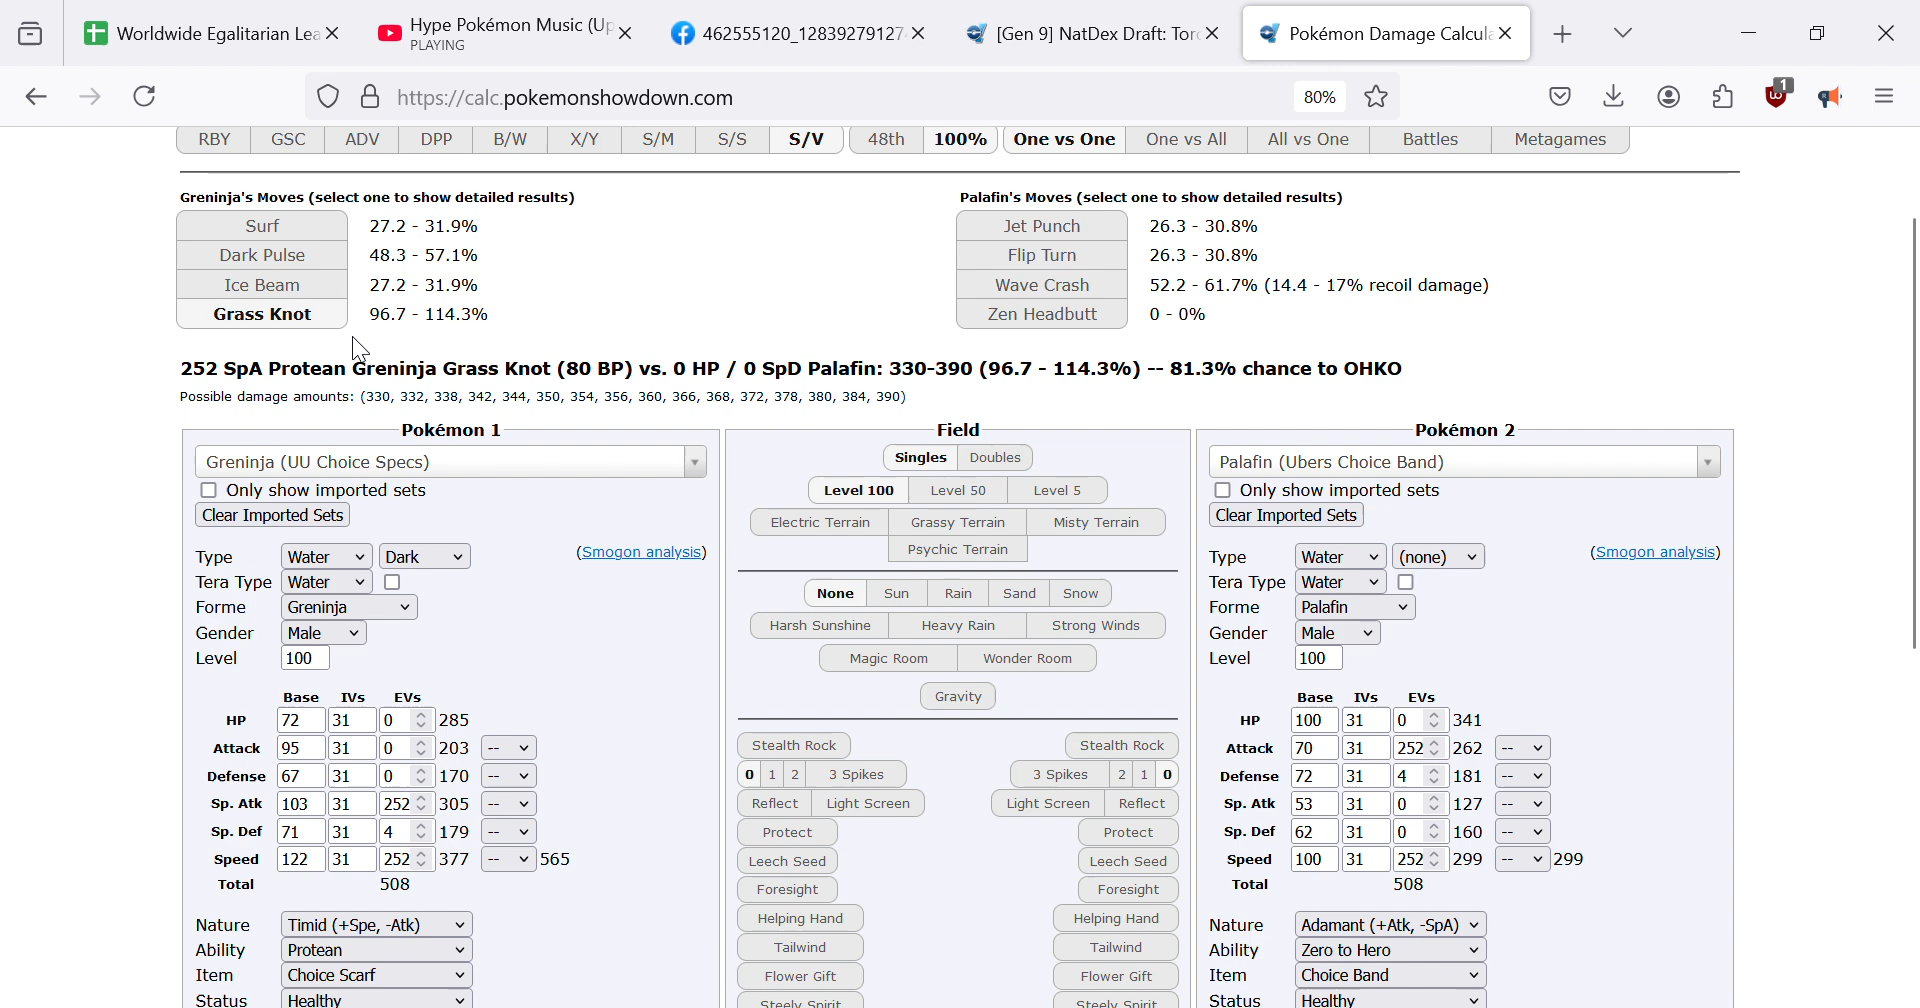 Worldwide Egalitarian Lea
Hype Pokémon Music (Up
PLAYING
462555120_12839279127
[Gen 9] NatDex Draft: Torc
Pokémon Damage Calcula
https://calc.pokemonshowdown.com
80%
1
RBY GSC ADV DPP B/W X/Y S/M S/S S/V 48th 100% One vs One One vs All All vs One Battles Metagames
Greninja's Moves (select one to show detailed results)
Surf 27.2 - 31.9%
Dark Pulse 48.3 - 57.1%
Ice Beam 27.2 - 31.9%
Grass Knot 96.7 - 114.3%
Palafin's Moves (select one to show detailed results)
Jet Punch 26.3 - 30.8%
Flip Turn 26.3 - 30.8%
Wave Crash 52.2 - 61.7% (14.4 - 17% recoil damage)
Zen Headbutt 0 - 0%
252 SpA Protean Greninja Grass Knot (80 BP) vs. 0 HP / 0 SpD Palafin: 330-390 (96.7 - 114.3%) -- 81.3% chance to OHKO
Possible damage amounts: (330, 332, 338, 342, 344, 350, 354, 356, 360, 366, 368, 372, 378, 380, 384, 390)
Pokémon 1
Greninja (UU Choice Specs)
Only show imported sets
Clear Imported Sets
Type Water Dark (Smogon analysis)
Tera Type Water
Forme Greninja
Gender Male
Level 100
Base IVs EVs
HP 72 31 0 285
Attack 95 31 0 203 --
Defense 67 31 0 170 --
Sp. Atk 103 31 252 305 --
Sp. Def 71 31 4 179 --
Speed 122 31 252 377 -- 565
Total 508
Nature Timid (+Spe, -Atk)
Ability Protean
Item Choice Scarf
Status Healthy
Field
Singles Doubles
Level 100 Level 50 Level 5
Electric Terrain Grassy Terrain Misty Terrain
Psychic Terrain
None Sun Rain Sand Snow
Harsh Sunshine Heavy Rain Strong Winds
Magic Room Wonder Room
Gravity
Stealth Rock Stealth Rock
0 1 2 3 Spikes 3 Spikes 2 1 0
Reflect Light Screen Light Screen Reflect
Protect Protect
Leech Seed Leech Seed
Foresight Foresight
Helping Hand Helping Hand
Tailwind Tailwind
Flower Gift Flower Gift
Steely Spirit Steely Spirit
Pokémon 2
Palafin (Ubers Choice Band)
Only show imported sets
Clear Imported Sets
Type Water (none) (Smogon analysis)
Tera Type Water
Forme Palafin
Gender Male
Level 100
Base IVs EVs
HP 100 31 0 341
Attack 70 31 252 262 --
Defense 72 31 4 181 --
Sp. Atk 53 31 0 127 --
Sp. Def 62 31 0 160 --
Speed 100 31 252 299 -- 299
Total 508
Nature Adamant (+Atk, -SpA)
Ability Zero to Hero
Item Choice Band
Status Healthy